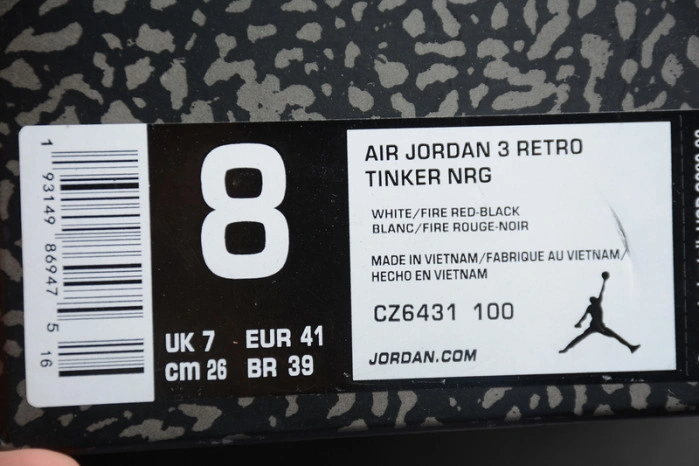 1 93149 86947 5 16
8
UK 7 EUR 41
cm 26 BR 39
AIR JORDAN 3 RETRO
TINKER NRG
WHITE/FIRE RED-BLACK
BLANC/FIRE ROUGE-NOIR
MADE IN VIETNAM/FABRIQUE AU VIETNAM/
HECHO EN VIETNAM
CZ6431 100
JORDAN.COM